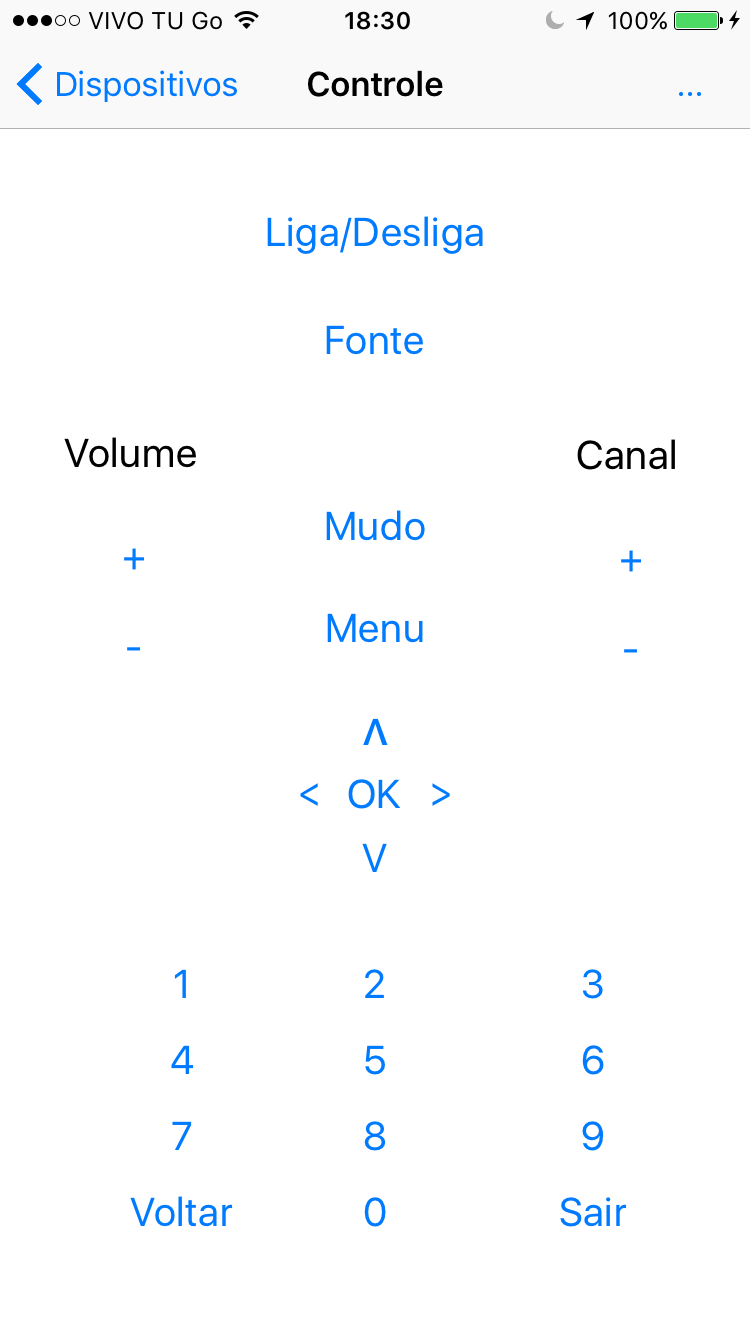 VIVO TU Go 18:30 100%
Dispositivos Controle ...
Liga/Desliga
Fonte
Volume Canal
Mudo
+ +
Menu
- -
Λ
< OK >
V
1 2 3
4 5 6
7 8 9
Voltar 0 Sair